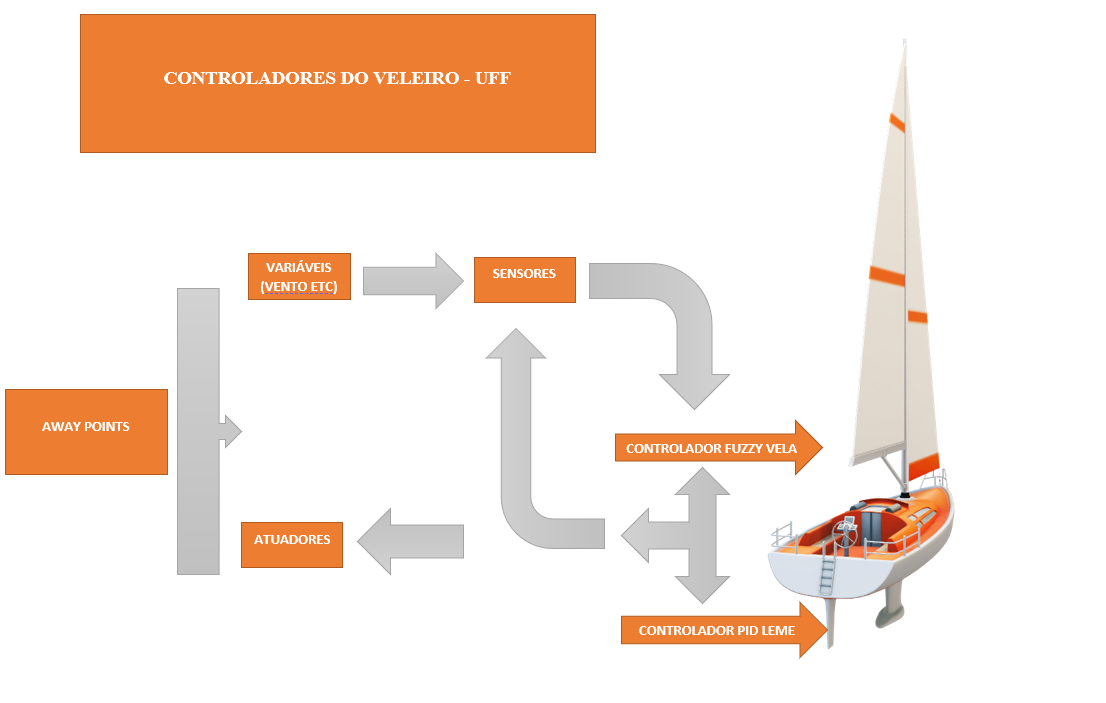 CONTROLADORES DO VELEIRO - UFF
VARIÁVEIS
(VENTO ETC)
SENSORES
AWAY POINTS
CONTROLADOR FUZZY VELA
ATUADORES
CONTROLADOR PID LEME